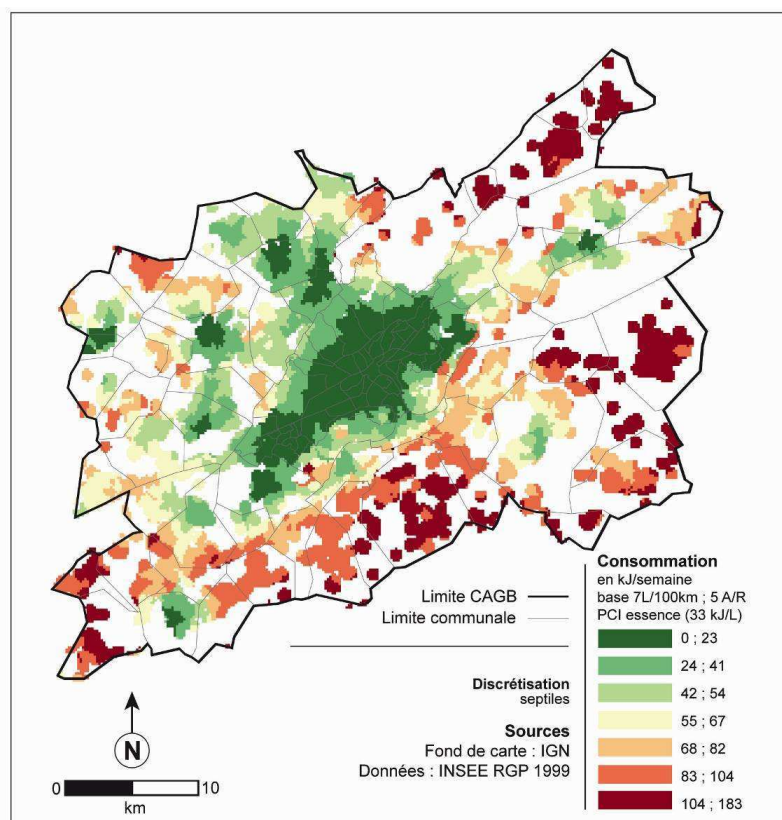 Consommation
en kJ/semaine
base 7L/100km ; 5 A/R
PCI essence (33 kJ/L)
0 ; 23
24 ; 41
42 ; 54
55 ; 67
68 ; 82
83 ; 104
104 ; 183
Limite CAGB
Limite communale
Discrétisation
septiles
Sources
Fond de carte : IGN
Données : INSEE RGP 1999
N
0 10
km